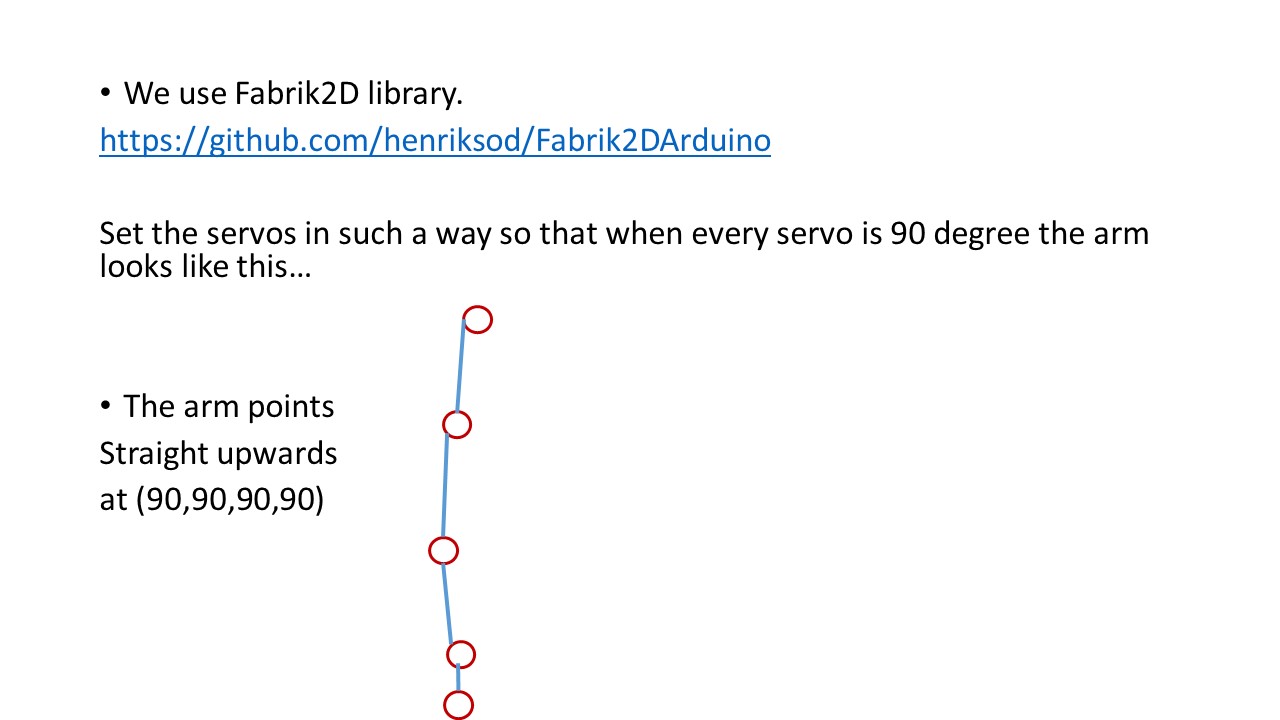 • We use Fabrik2D library.
https://github.com/henriksod/Fabrik2DArduino
Set the servos in such a way so that when every servo is 90 degree the arm
looks like this…
• The arm points
Straight upwards
at (90,90,90,90)